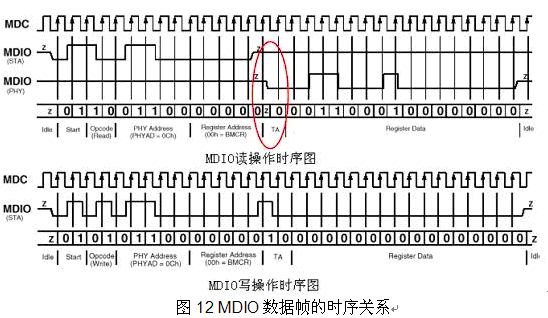 MDC
MDIO
(STA)
z
z
MDIO
(PHY)
z
z
z 0 1 1 0 0 1 1 0 0 0 0 0 0 0 z 0 0 0 1 1 0 0 0 1 0 0 0 0 0 0 0 0 z
Idle Start Opcode (Read) PHY Address (PHYAD = 0Ch) Register Address (00h = BMCR) TA Register Data Idle
MDIO该操作时序图
MDC
MDIO
(STA)
z
z
z 0 1 0 1 0 1 1 0 0 0 0 0 0 0 1 0 0 0 0 0 0 0 0 0 0 0 0 0 0 0 0 0 z
Idle Start Opcode (Write) PHY Address (PHYAD = 0Ch) Register Address (00h = BMCR) TA Register Data Idle
MDIO写操作时序图
图 12 MDIO 数据帧的时序关系